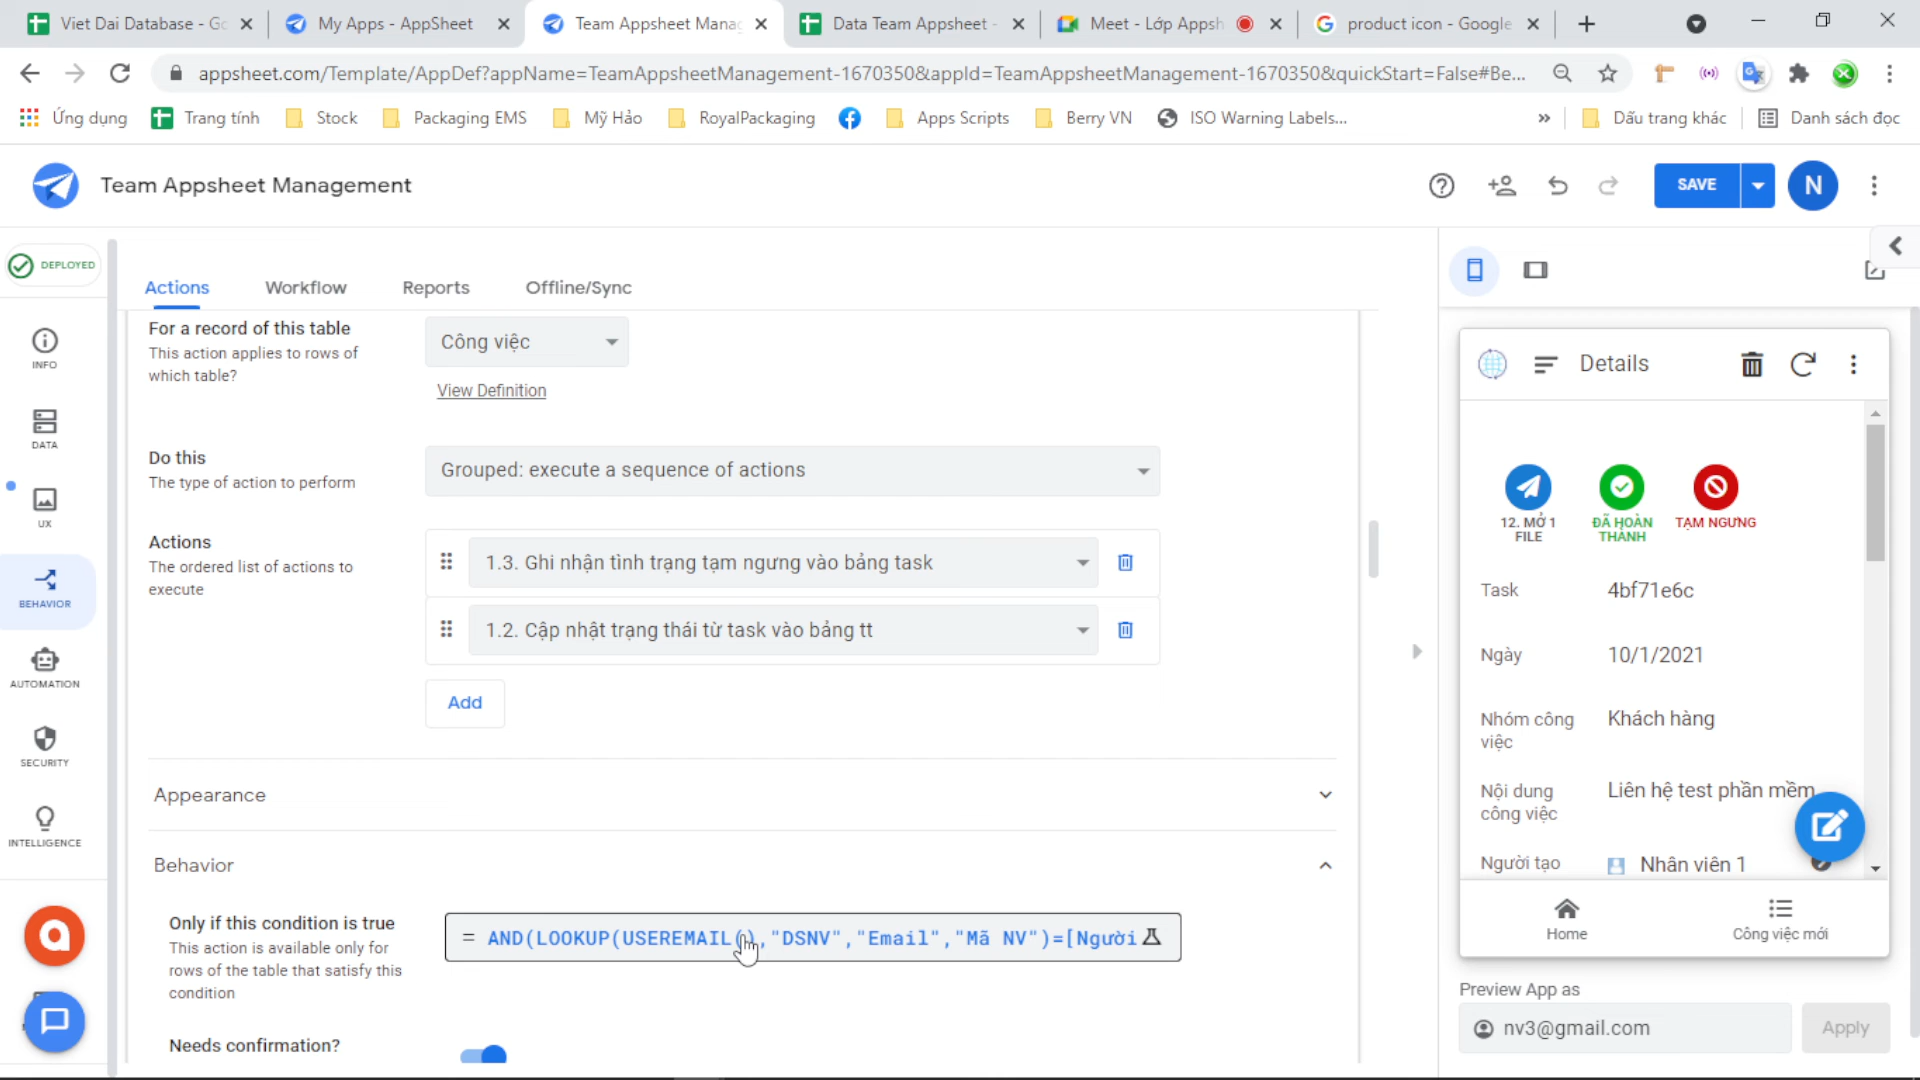 Viet Dai Database - Go
My Apps - AppSheet
Team Appsheet Manag
Data Team Appsheet -
Meet - Lớp Appsh
product icon - Google
appsheet.com/Template/AppDef?appName=TeamAppsheetManagement-1670350&appId=TeamAppsheetManagement-1670350&quickStart=False#Be...
Ứng dụng
Trang tính
Stock
Packaging EMS
Mỹ Hảo
RoyalPackaging
Apps Scripts
Berry VN
ISO Warning Labels...
»
Dấu trang khác
Danh sách đọc
Team Appsheet Management
SAVE
N
DEPLOYED
INFO
DATA
UX
BEHAVIOR
AUTOMATION
SECURITY
INTELLIGENCE
Actions
Workflow
Reports
Offline/Sync
For a record of this table
This action applies to rows of
which table?
Công việc
View Definition
Do this
The type of action to perform
Grouped: execute a sequence of actions
Actions
The ordered list of actions to
execute
1.3. Ghi nhận tình trạng tạm ngưng vào bảng task
1.2. Cập nhật trạng thái từ task vào bảng tt
Add
Appearance
Behavior
Only if this condition is true
This action is available only for
rows of the table that satisfy this
condition
= AND(LOOKUP(USEREMAIL(),"DSNV","Email","Mã NV")=[Người
Needs confirmation?
Details
12. MỞ 1
FILE
ĐÃ HOÀN
THÀNH
TẠM NGƯNG
Task
4bf71e6c
Ngày
10/1/2021
Nhóm công
việc
Khách hàng
Nội dung
công việc
Liên hệ test phần mềm
Người tạo
Nhân viên 1
Home
Công việc mới
Preview App as
nv3@gmail.com
Apply